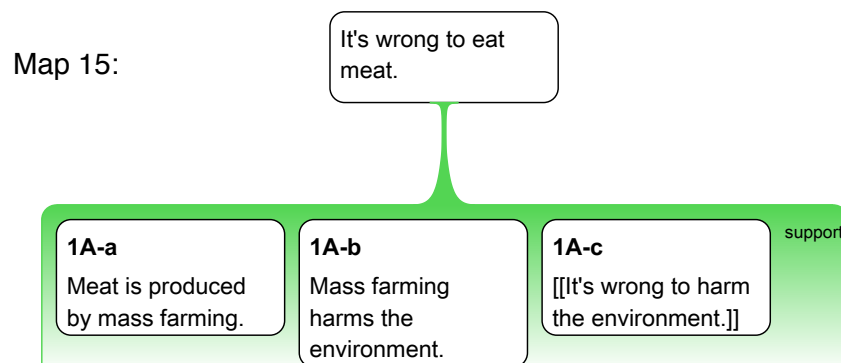 Map 15:
It's wrong to eat
meat.
1A-a
Meat is produced
by mass farming.
1A-b
Mass farming
harms the
environment.
1A-c
[[It's wrong to harm
the environment.]]
support